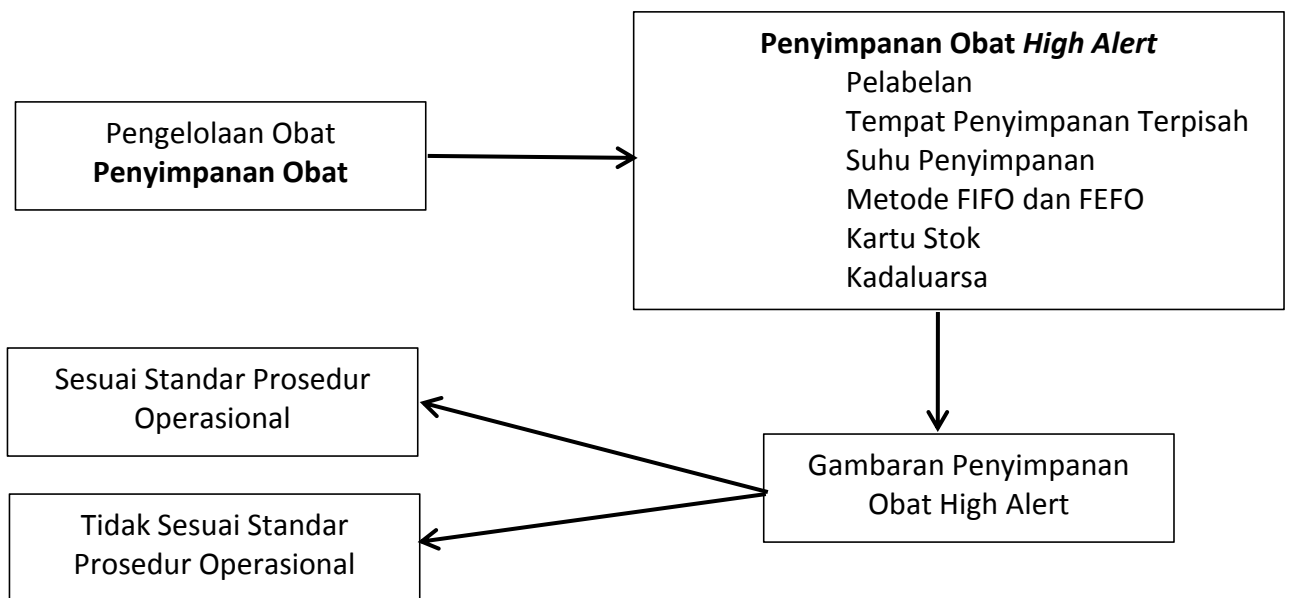 Pengelolaan Obat
Penyimpanan Obat
Penyimpanan Obat High Alert
Pelabelan
Tempat Penyimpanan Terpisah
Suhu Penyimpanan
Metode FIFO dan FEFO
Kartu Stok
Kadaluarsa
Gambaran Penyimpanan
Obat High Alert
Sesuai Standar Prosedur
Operasional
Tidak Sesuai Standar
Prosedur Operasional